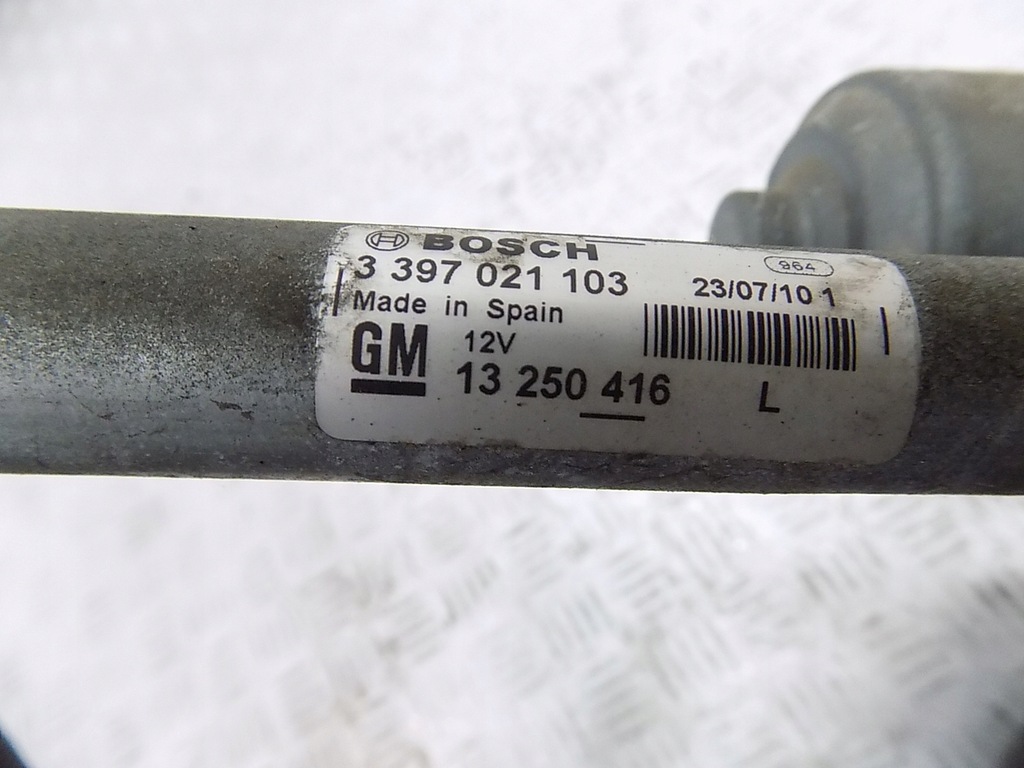 BOSCH
964
3 397 021 103
23/07/10 1
Made in Spain
GM
12V
13 250 416
L